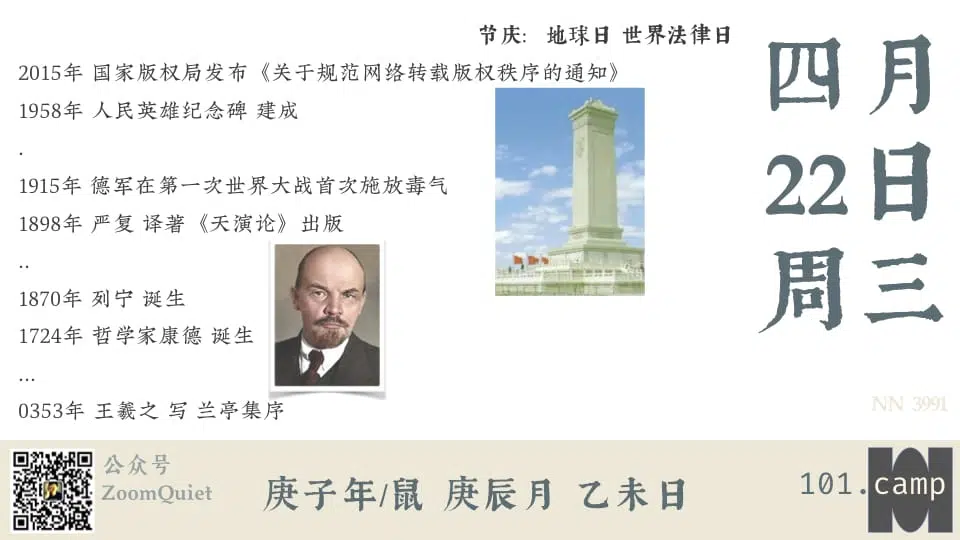 节庆： 地球日 世界法律日
2015年 国家版权局发布《关于规范网络转载版权秩序的通知》
1958年 人民英雄纪念碑 建成
.
1915年 德军在第一次世界大战首次施放毒气
1898年 严复 译著《天演论》出版
..
1870年 列宁 诞生
1724年 哲学家康德 诞生
...
0353年 王羲之 写 兰亭集序
四月
22日
周三
NN 3991
公众号
ZoomQuiet
庚子年/鼠 庚辰月 乙未日
101.camp